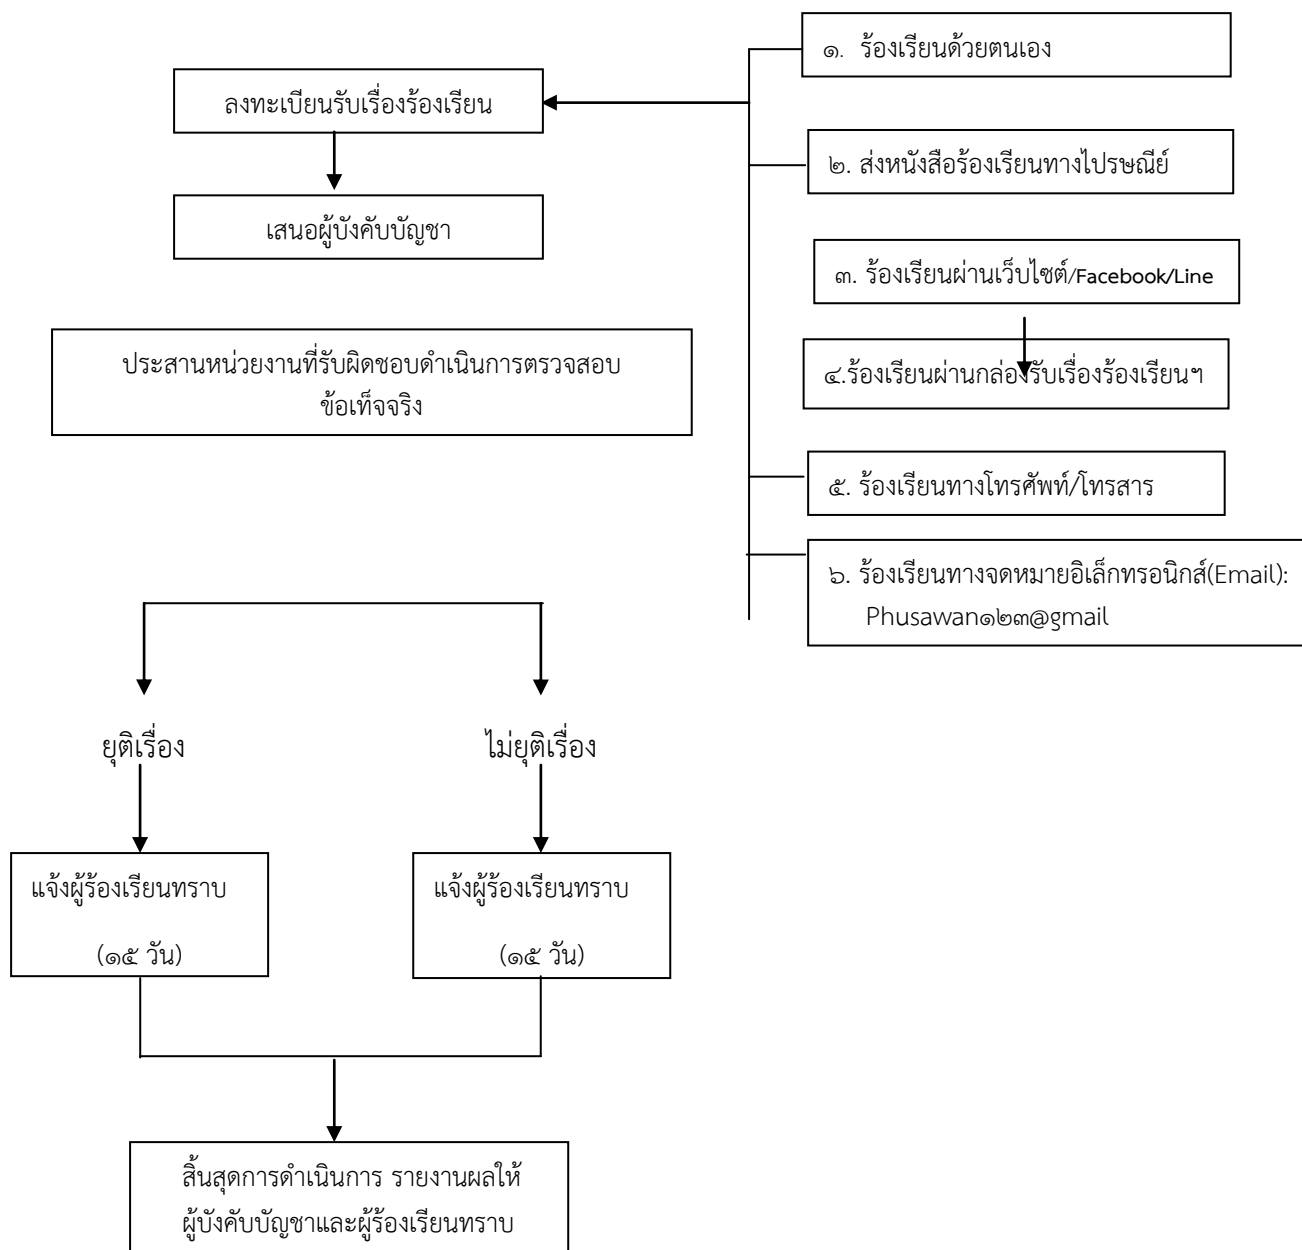 ๑. ร้องเรียนด้วยตนเอง
ลงทะเบียนรับเรื่องร้องเรียน
๒. ส่งหนังสือร้องเรียนทางไปรษณีย์
เสนอผู้บังคับบัญชา
๓. ร้องเรียนผ่านเว็บไซต์/Facebook/Line
ประสานหน่วยงานที่รับผิดชอบดำเนินการตรวจสอบ
ข้อเท็จจริง
๔.ร้องเรียนผ่านกล่องรับเรื่องร้องเรียนฯ
๕. ร้องเรียนทางโทรศัพท์/โทรสาร
๖. ร้องเรียนทางจดหมายอิเล็กทรอนิกส์(Email):
Phusawan๑๒๓@gmail
ยุติเรื่อง
ไม่ยุติเรื่อง
แจ้งผู้ร้องเรียนทราบ
(๑๕ วัน)
แจ้งผู้ร้องเรียนทราบ
(๑๕ วัน)
สิ้นสุดการดำเนินการ รายงานผลให้
ผู้บังคับบัญชาและผู้ร้องเรียนทราบ